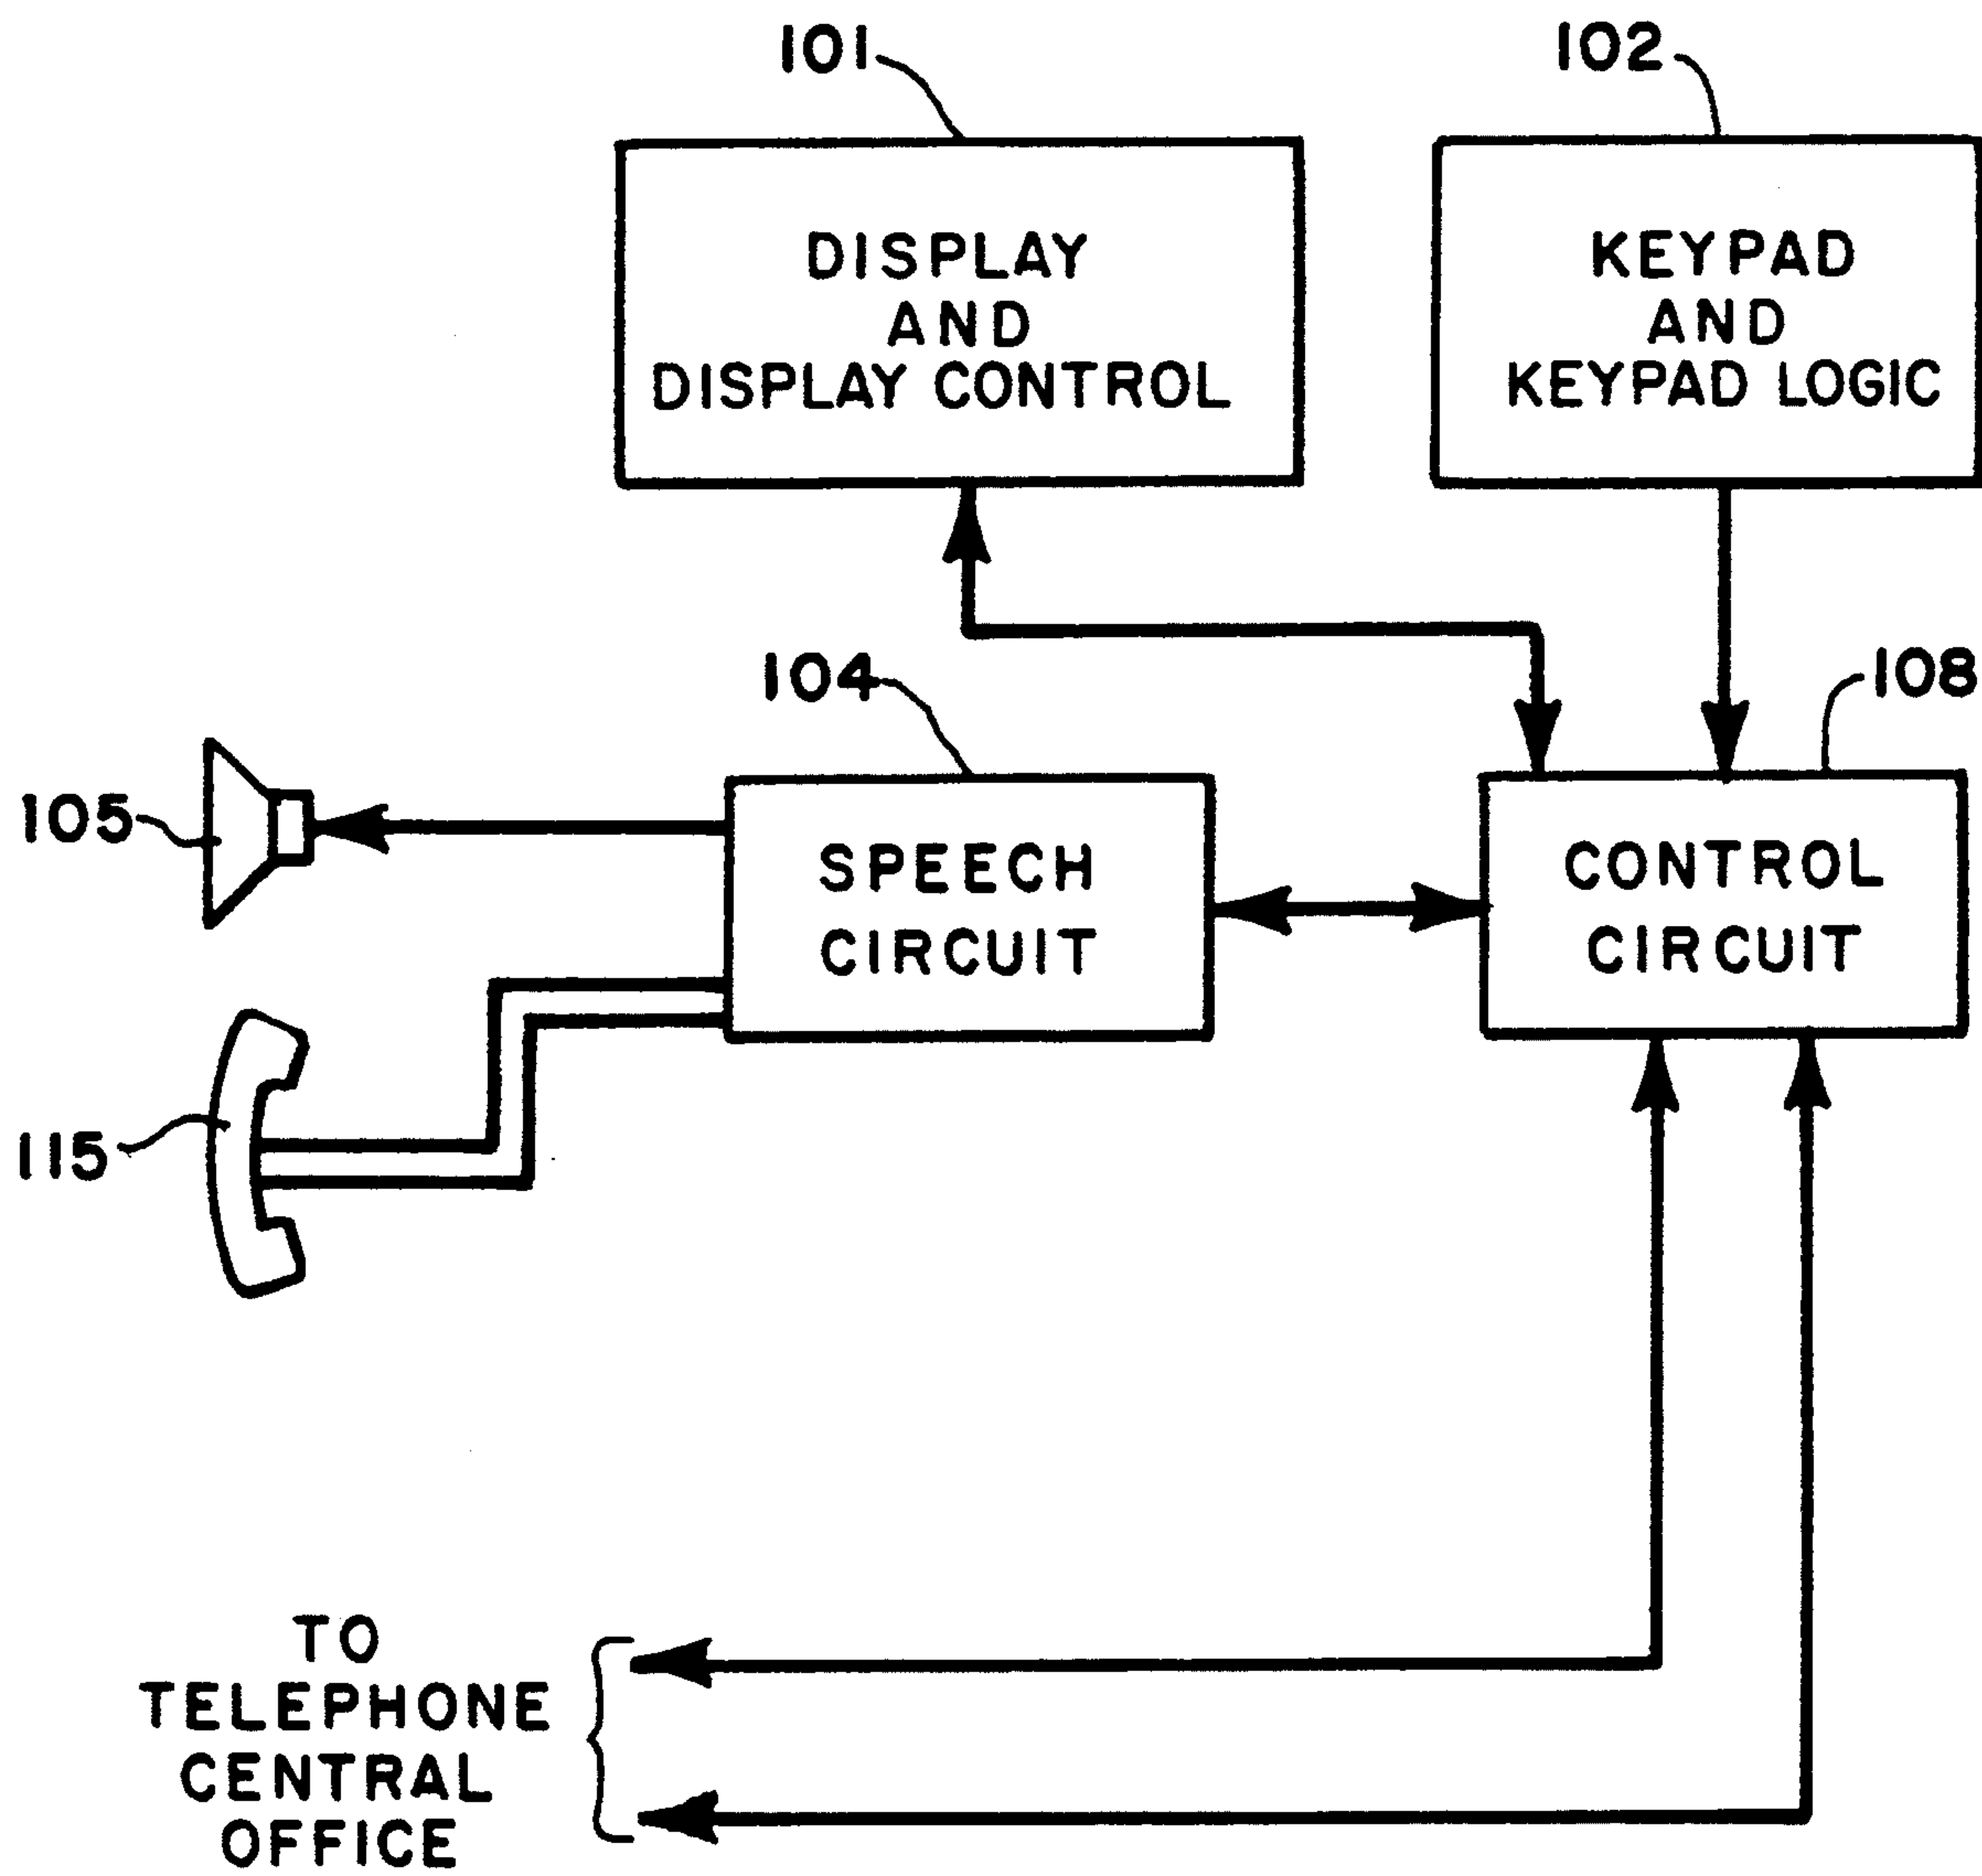 101
102
DISPLAY
AND
DISPLAY CONTROL
KEYPAD
AND
KEYPAD LOGIC
104
108
105
SPEECH
CIRCUIT
CONTROL
CIRCUIT
115
TO
TELEPHONE
CENTRAL
OFFICE